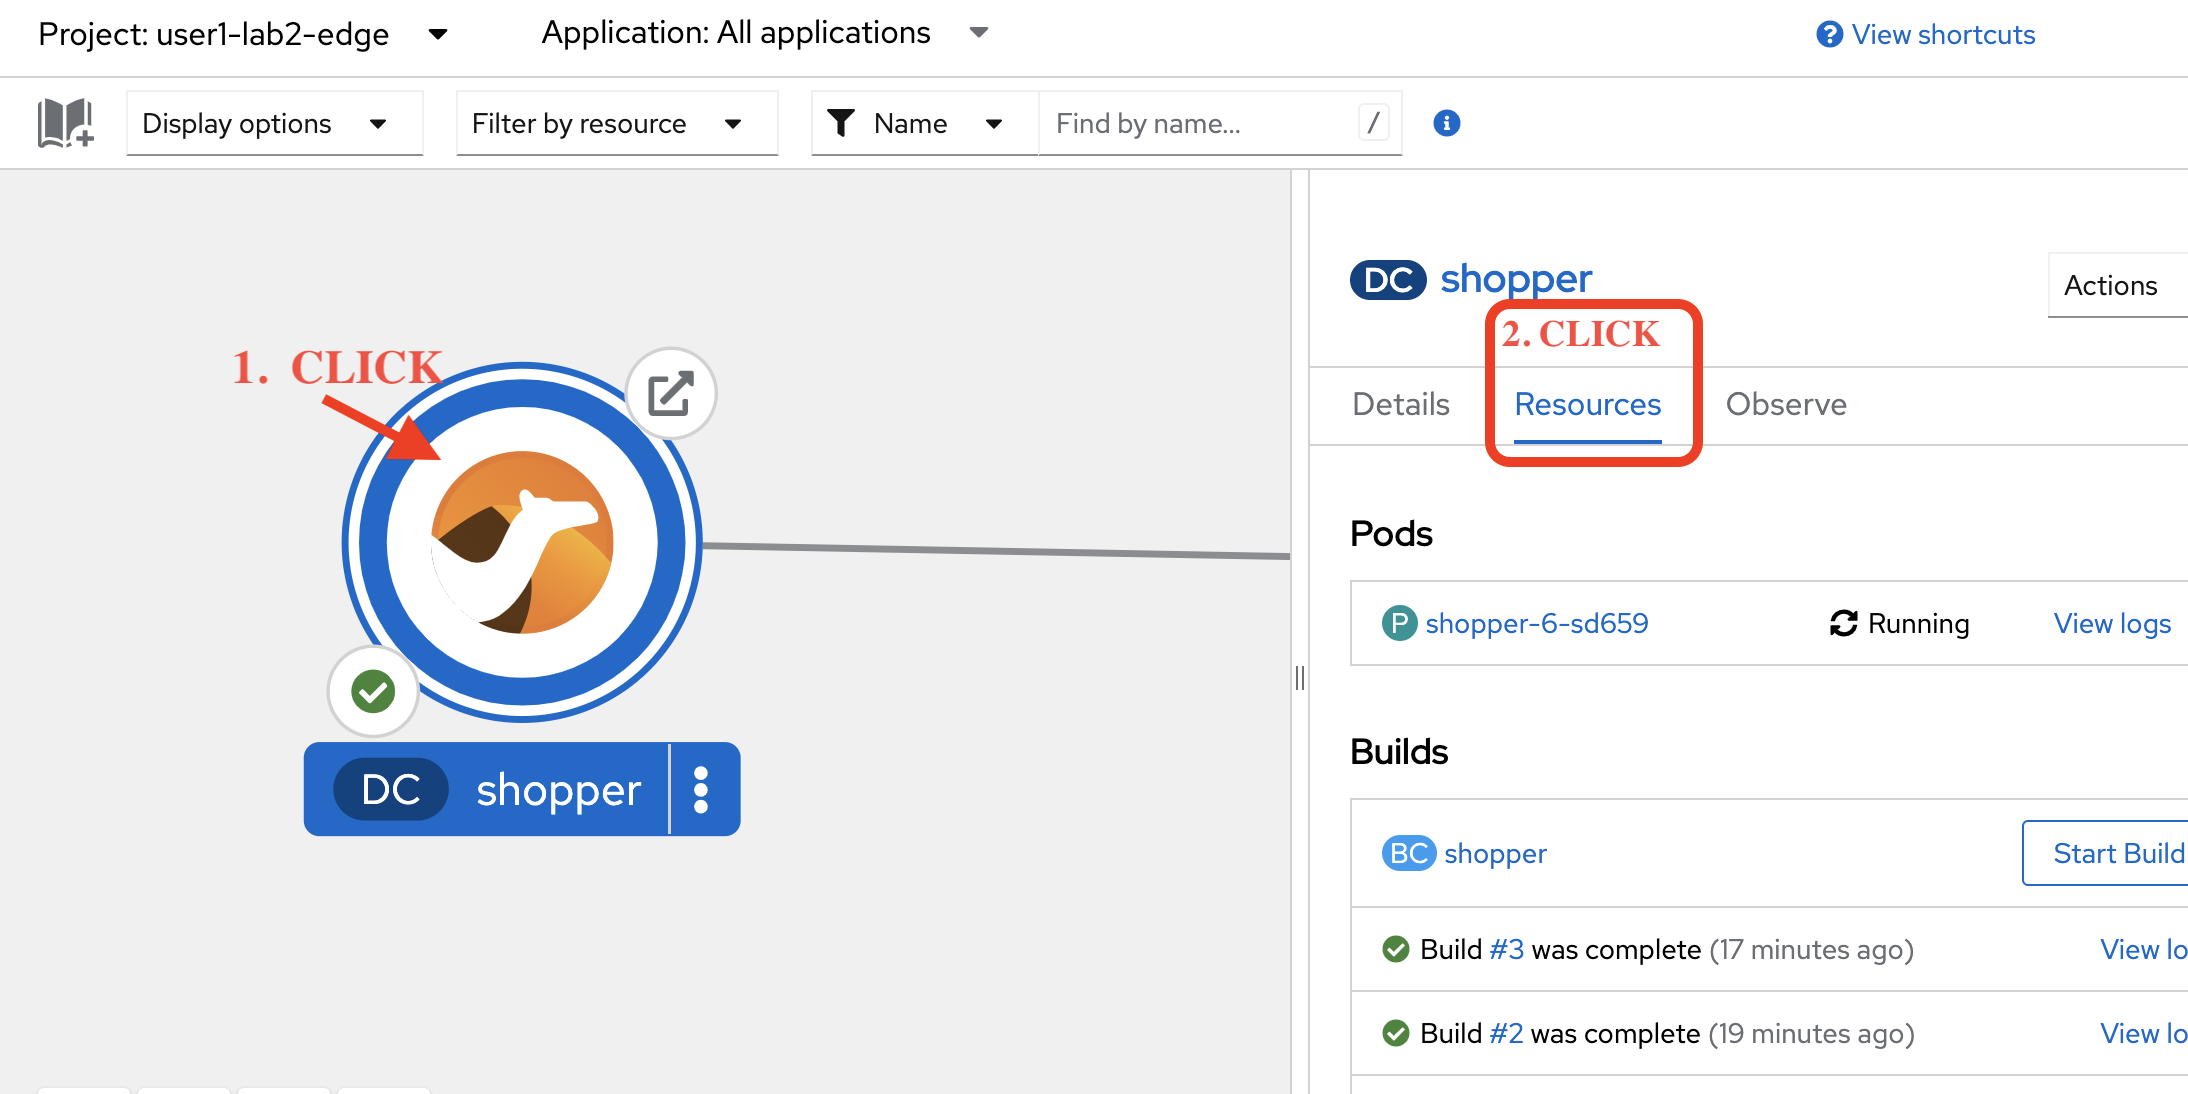 Project: user1-lab2-edge Application: All applications View shortcuts
Display options Filter by resource Name Find by name... /
DC shopper Actions
1. CLICK
2. CLICK
Details Resources Observe
Pods
P shopper-6-sd659 Running View logs
DC shopper
Builds
BC shopper Start Build
Build #3 was complete (17 minutes ago) View lo
Build #2 was complete (19 minutes ago) View lo